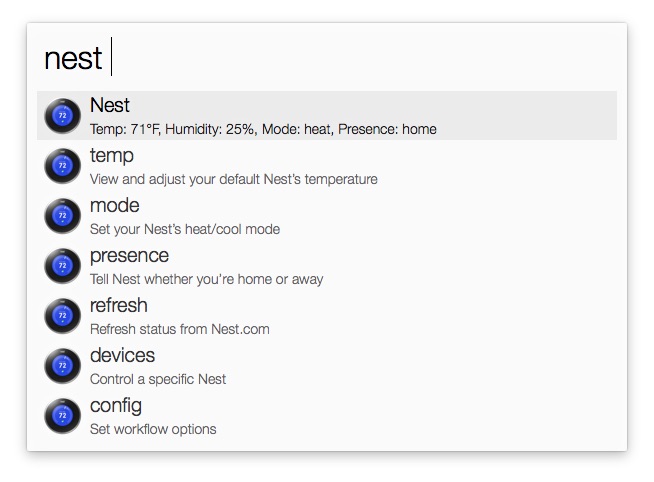 nest
Nest
Temp: 71°F, Humidity: 25%, Mode: heat, Presence: home
temp
View and adjust your default Nest’s temperature
mode
Set your Nest’s heat/cool mode
presence
Tell Nest whether you’re home or away
refresh
Refresh status from Nest.com
devices
Control a specific Nest
config
Set workflow options
72
72
72
72
72
72
72